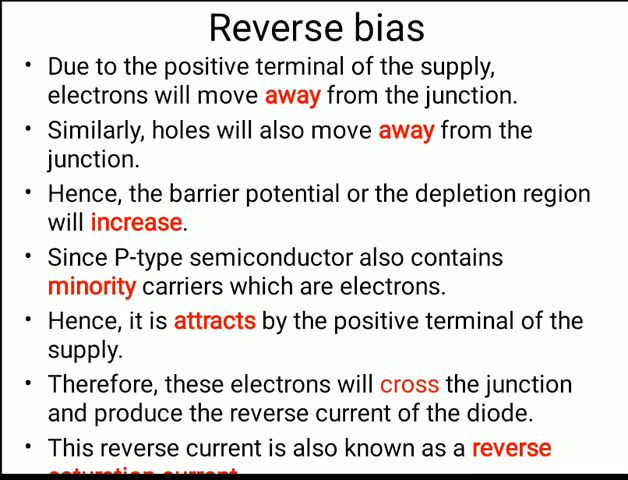 Reverse bias
• Due to the positive terminal of the supply,
electrons will move away from the junction.
• Similarly, holes will also move away from the
junction.
• Hence, the barrier potential or the depletion region
will increase.
• Since P-type semiconductor also contains
minority carriers which are electrons.
• Hence, it is attracts by the positive terminal of the
supply.
• Therefore, these electrons will cross the junction
and produce the reverse current of the diode.
• This reverse current is also known as a reverse
saturation current